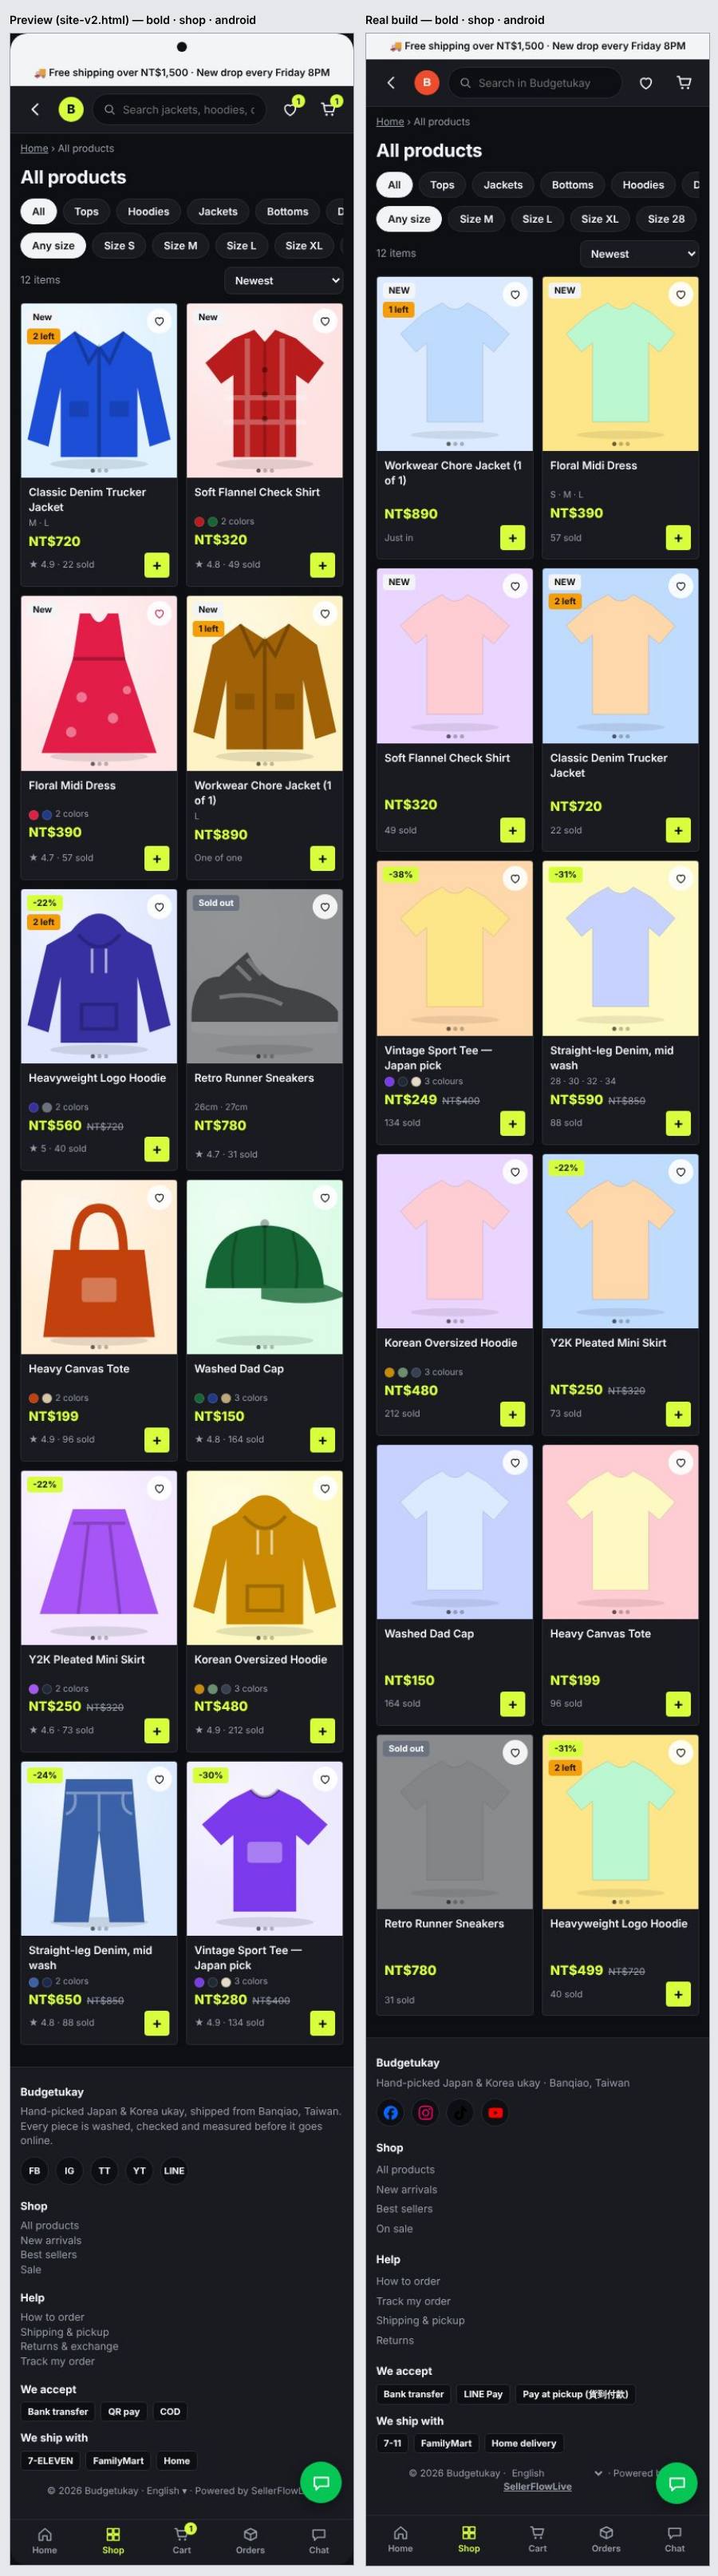 Preview (site-v2.html) — bold · shop · android
🚚 Free shipping over NT$1,500 · New drop every Friday 8PM
B
Search jackets, hoodies, c
1
1
Home › All products
All products
All
Tops
Hoodies
Jackets
Bottoms
D
Any size
Size S
Size M
Size L
Size XL
12 items
Newest
New
2 left
Classic Denim Trucker
Jacket
M · L
NT$720
★ 4.9 · 22 sold
+
New
Soft Flannel Check Shirt
2 colors
NT$320
★ 4.8 · 49 sold
+
New
Floral Midi Dress
2 colors
NT$390
★ 4.7 · 57 sold
+
New
1 left
Workwear Chore Jacket (1
of 1)
L
NT$890
One of one
+
-22%
2 left
Heavyweight Logo Hoodie
2 colors
NT$560 NT$720
★ 5 · 40 sold
+
Sold out
Retro Runner Sneakers
26cm · 27cm
NT$780
★ 4.7 · 31 sold
Heavy Canvas Tote
2 colors
NT$199
★ 4.9 · 96 sold
+
Washed Dad Cap
3 colors
NT$150
★ 4.8 · 164 sold
+
-22%
Y2K Pleated Mini Skirt
2 colors
NT$250 NT$320
★ 4.6 · 73 sold
+
Korean Oversized Hoodie
3 colors
NT$480
★ 4.9 · 212 sold
+
-24%
Straight-leg Denim, mid
wash
2 colors
NT$650 NT$850
★ 4.8 · 88 sold
+
-30%
Vintage Sport Tee —
Japan pick
3 colors
NT$280 NT$400
★ 4.9 · 134 sold
+
Budgetukay
Hand-picked Japan & Korea ukay, shipped from Banqiao, Taiwan.
Every piece is washed, checked and measured before it goes
online.
FB
IG
TT
YT
LINE
Shop
All products
New arrivals
Best sellers
Sale
Help
How to order
Shipping & pickup
Returns & exchange
Track my order
We accept
Bank transfer
QR pay
COD
We ship with
7-ELEVEN
FamilyMart
Home
© 2026 Budgetukay · English ▾ · Powered by SellerFlowL
Home
Shop
1
Cart
Orders
Chat
Real build — bold · shop · android
🚚 Free shipping over NT$1,500 · New drop every Friday 8PM
B
Search in Budgetukay
Home › All products
All products
All
Tops
Jackets
Bottoms
Hoodies
D
Any size
Size M
Size L
Size XL
Size 28
12 items
Newest
NEW
1 left
Workwear Chore Jacket (1
of 1)
NT$890
Just in
+
NEW
Floral Midi Dress
S · M · L
NT$390
57 sold
+
NEW
Soft Flannel Check Shirt
NT$320
49 sold
+
NEW
2 left
Classic Denim Trucker
Jacket
NT$720
22 sold
+
-38%
Vintage Sport Tee —
Japan pick
3 colours
NT$249 NT$400
134 sold
+
-31%
Straight-leg Denim, mid
wash
28 · 30 · 32 · 34
NT$590 NT$850
88 sold
+
Korean Oversized Hoodie
3 colours
NT$480
212 sold
+
-22%
Y2K Pleated Mini Skirt
NT$250 NT$320
73 sold
+
Washed Dad Cap
NT$150
164 sold
+
Heavy Canvas Tote
NT$199
96 sold
+
Sold out
Retro Runner Sneakers
NT$780
31 sold
-31%
2 left
Heavyweight Logo Hoodie
NT$499 NT$720
40 sold
+
Budgetukay
Hand-picked Japan & Korea ukay · Banqiao, Taiwan
Shop
All products
New arrivals
Best sellers
On sale
Help
How to order
Track my order
Shipping & pickup
Returns
We accept
Bank transfer
LINE Pay
Pay at pickup (貨到付款)
We ship with
7-11
FamilyMart
Home delivery
© 2026 Budgetukay · English · Powered
SellerFlowLive
Home
Shop
Cart
Orders
Chat